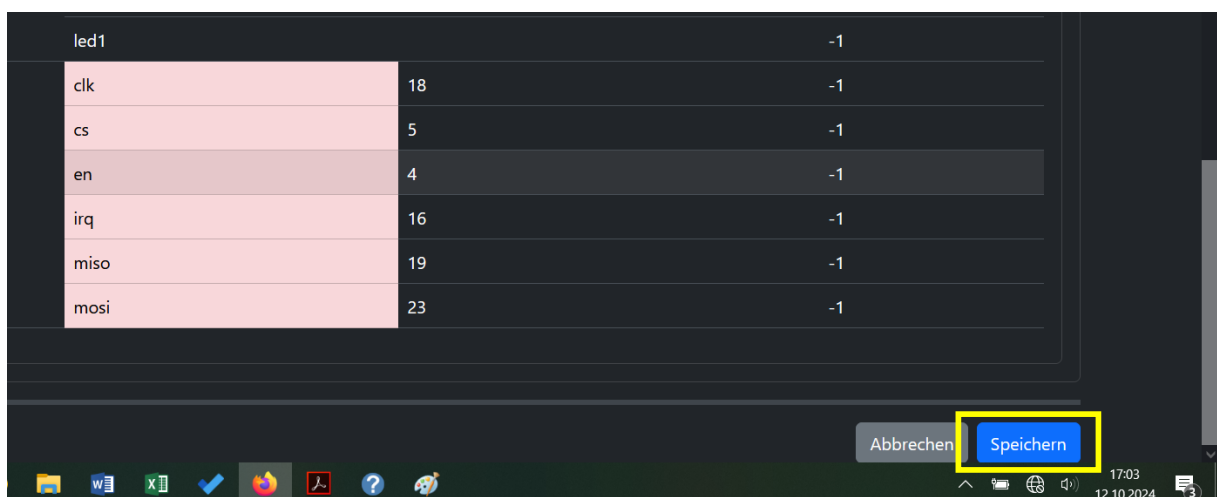 led1 -1
clk 18 -1
cs 5 -1
en 4 -1
irq 16 -1
miso 19 -1
mosi 23 -1
Abbrechen Speichern
17:03
12.10.2024
3